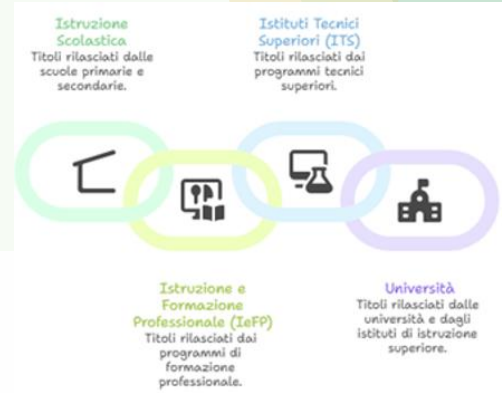 Istruzione
Scolastica
Titoli rilasciati dalle
scuole primarie e
secondarie.
Istituti Tecnici
Superiori (ITS)
Titoli rilasciati dai
programmi tecnici
superiori.
Istruzione e
Formazione
Professionale (IeFP)
Titoli rilasciati dai
programmi di
formazione
professionale.
Università
Titoli rilasciati dalle
università e dagli
istituti di istruzione
superiore.